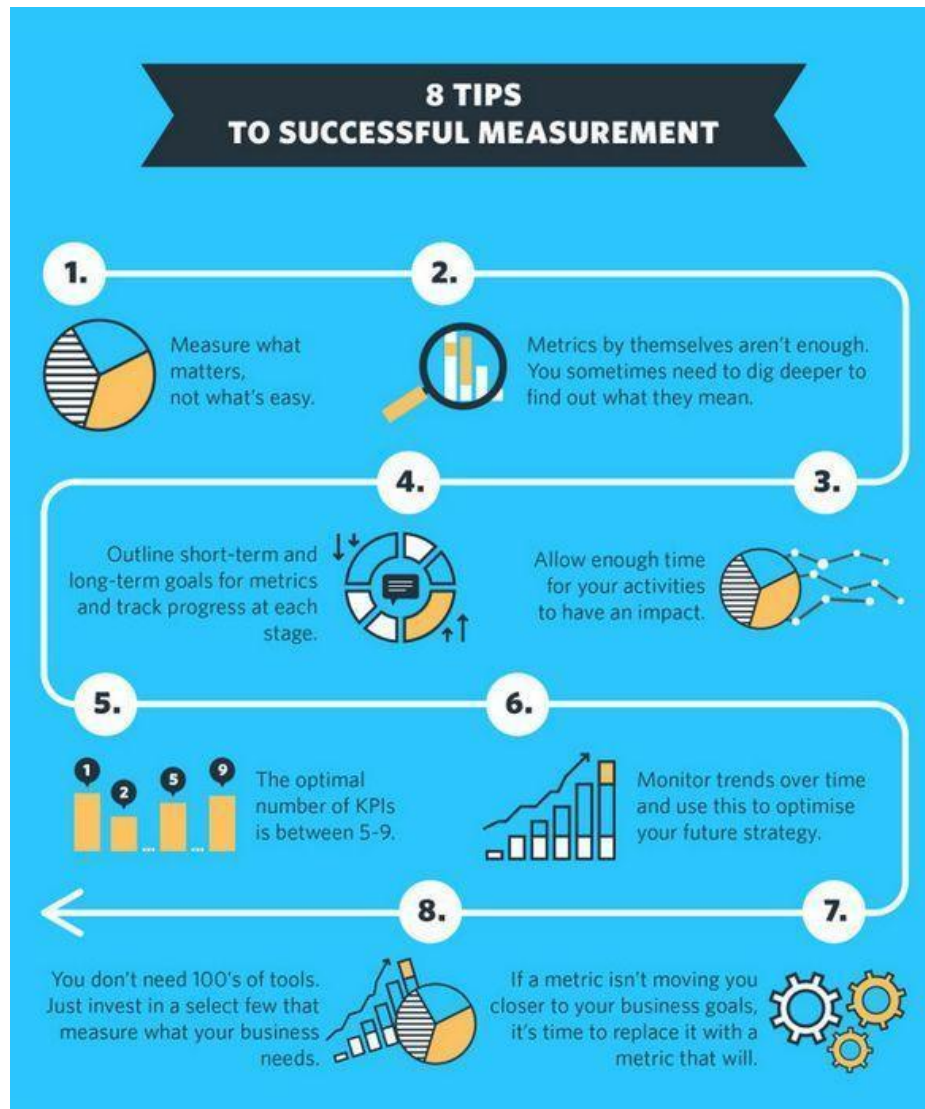 8 TIPS
TO SUCCESSFUL MEASUREMENT
1.
Measure what
matters,
not what's easy.
2.
Metrics by themselves aren't enough.
You sometimes need to dig deeper to
find out what they mean.
3.
Allow enough time
for your activities
to have an impact.
4.
Outline short-term and
long-term goals for metrics
and track progress at each
stage.
5.
1
2
...
5
...
9
The optimal
number of KPIs
is between 5-9.
6.
Monitor trends over time
and use this to optimise
your future strategy.
7.
If a metric isn't moving you
closer to your business goals,
it's time to replace it with a
metric that will.
8.
You don't need 100's of tools.
Just invest in a select few that
measure what your business
needs.